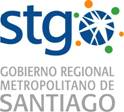 stgo
GOBIERNO REGIONAL
METROPOLITANO DE
SANTIAGO